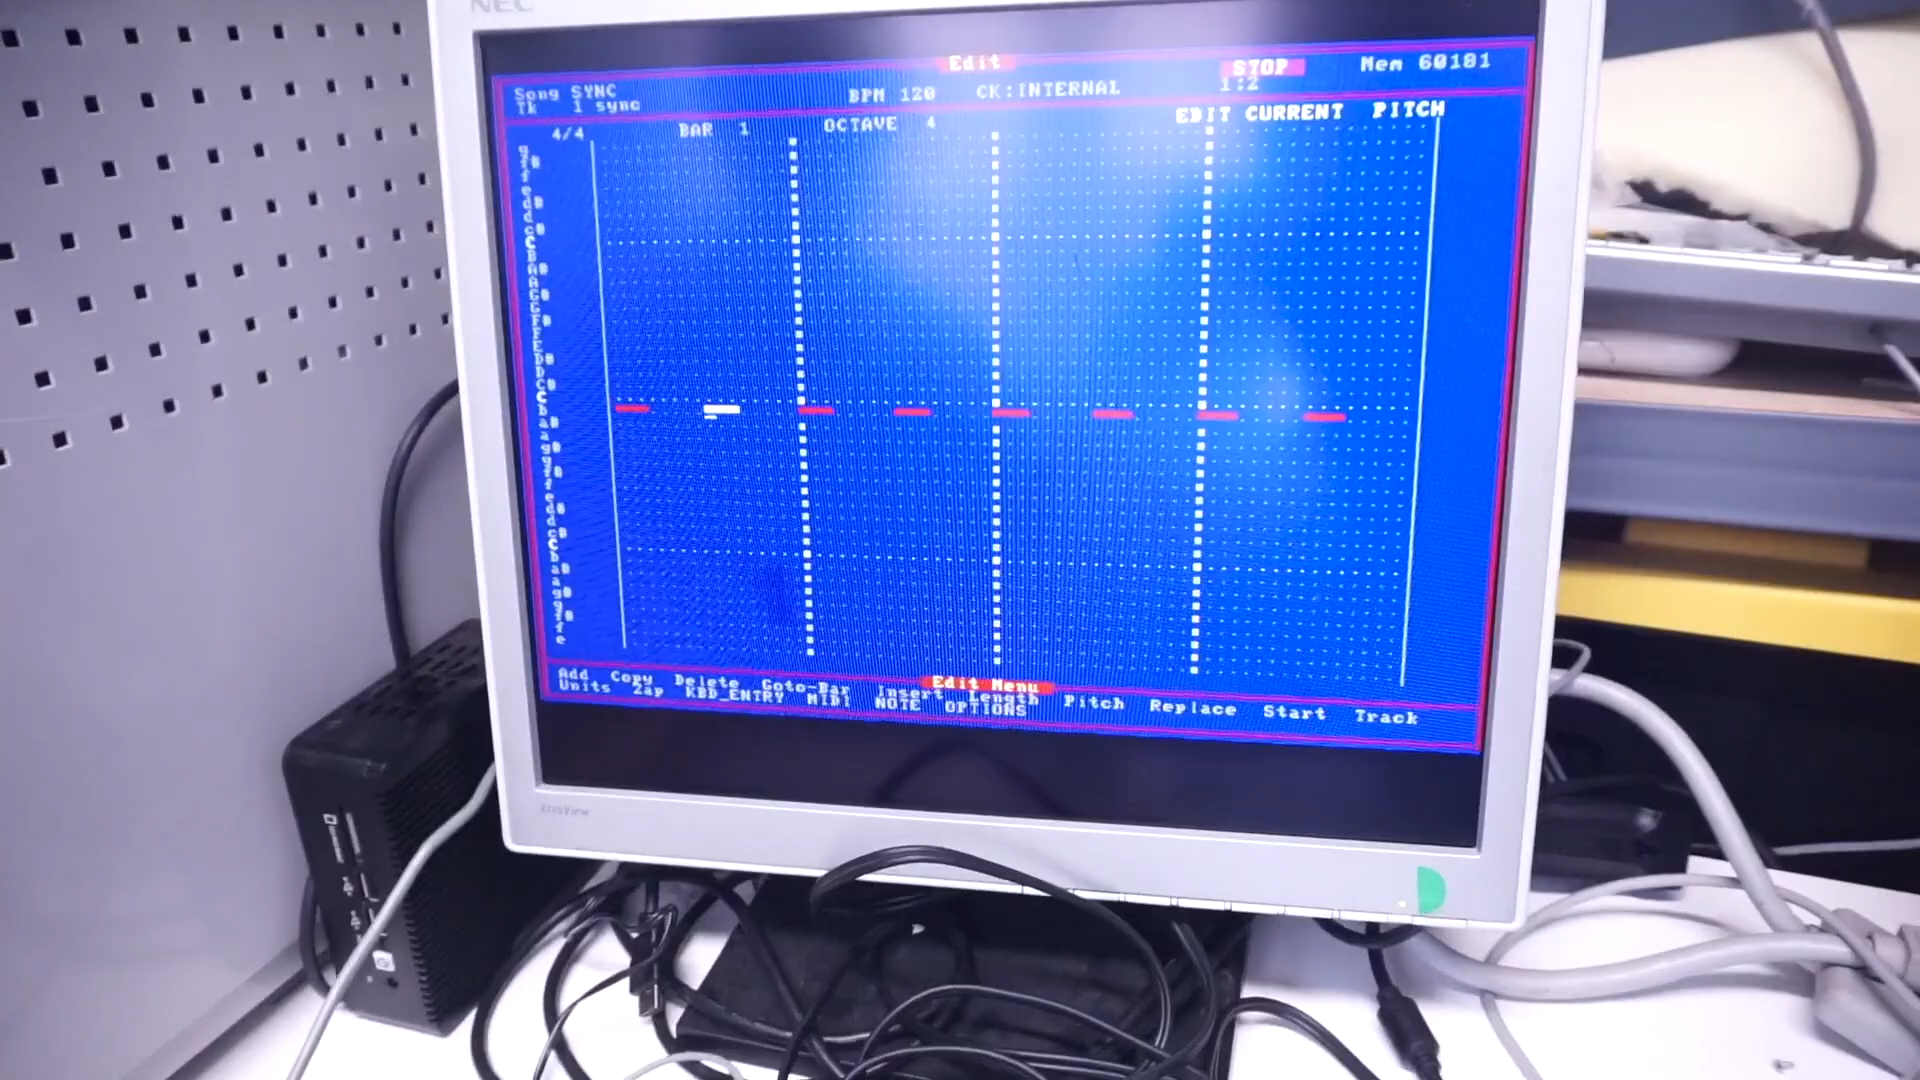 NEC
Edit
Song SYNC
Tk 1 sync
BPM 120 CK:INTERNAL
STOP
1:2
Mem 60181
4/4 BAR 1 OCTAVE 4
EDIT CURRENT PITCH
Edit Menu
Add Copy Delete Goto-Bar Insert Length Pitch Replace Start Track
Units Zap KBD_ENTRY MIDI NOTE OPTIONS
XtraView